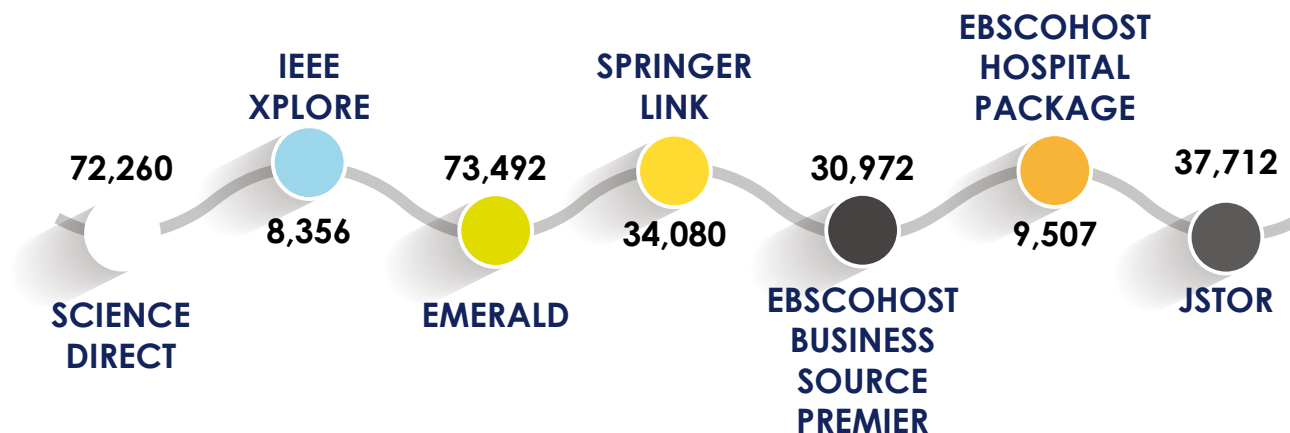 72,260
SCIENCE
DIRECT
IEEE
XPLORE
8,356
73,492
EMERALD
SPRINGER
LINK
34,080
30,972
EBSCOHOST
BUSINESS
SOURCE
PREMIER
EBSCOHOST
HOSPITAL
PACKAGE
9,507
37,712
JSTOR